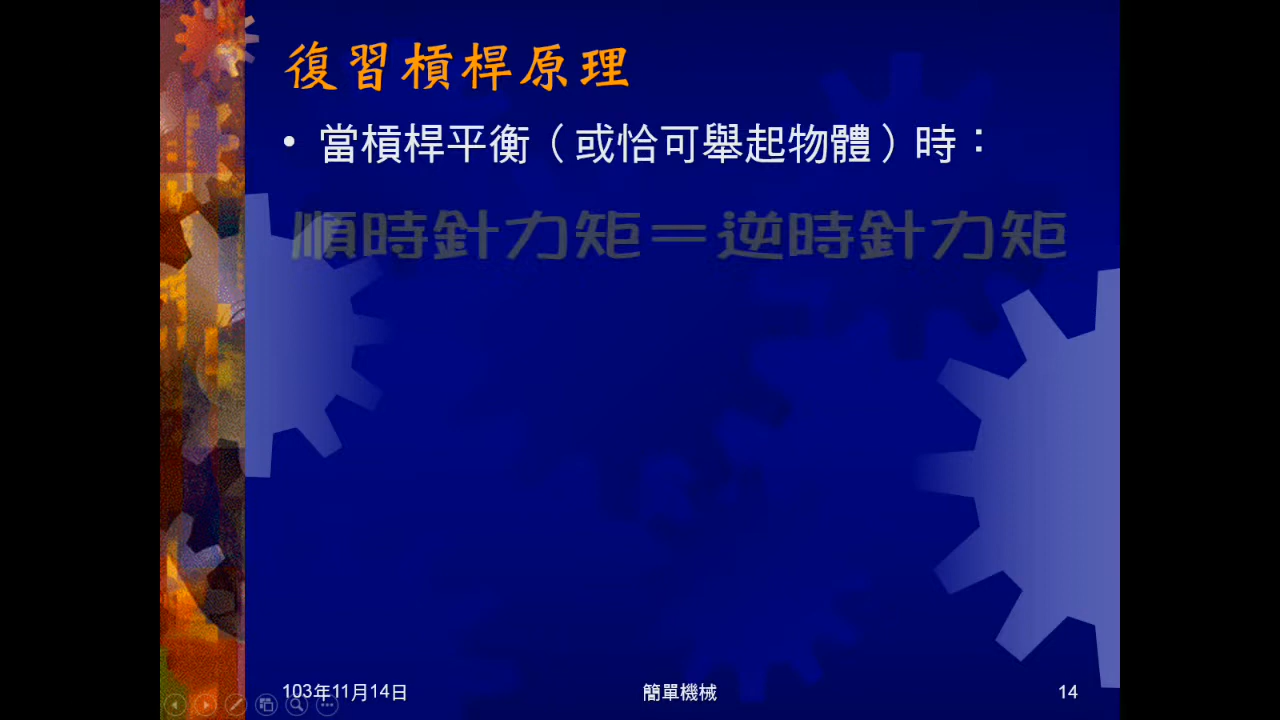 復習槓桿原理
• 當槓桿平衡（或恰可舉起物體）時：
順時針力矩＝逆時針力矩
103年11月14日
簡單機械
14